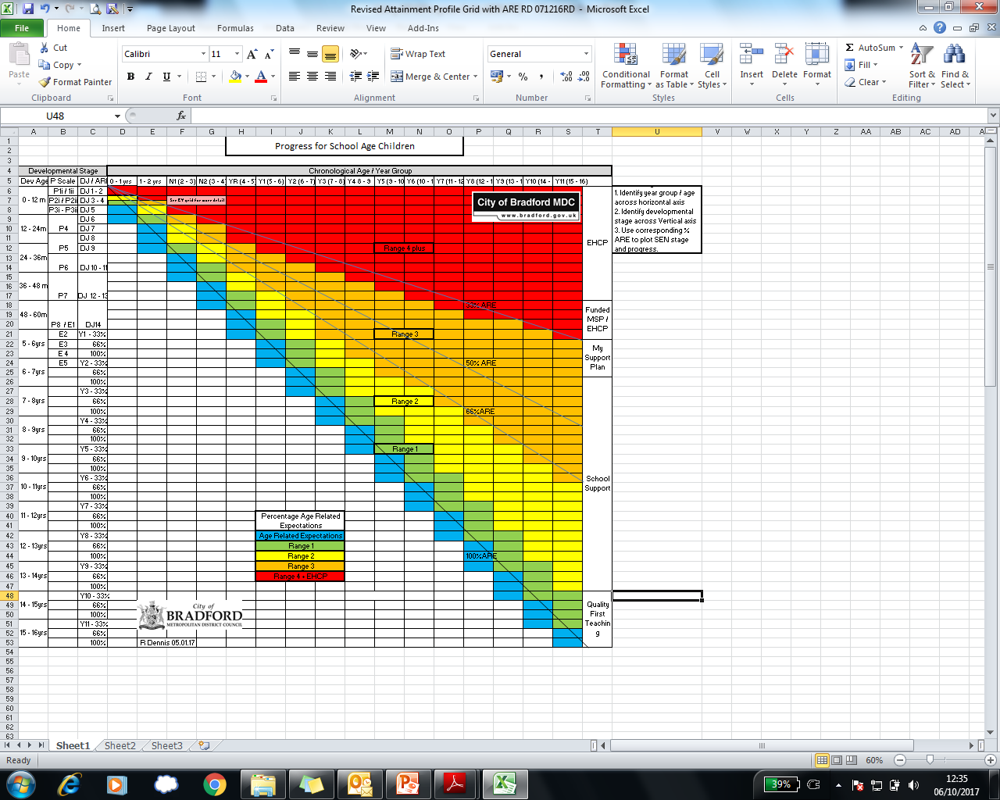 Revised Attainment Profile Grid with ARE RD 071216RD - Microsoft Excel
File Home Insert Page Layout Formulas Data Review View Add-Ins
Paste Cut Copy Format Painter
Calibri 11
Wrap Text
Merge & Center
General
Conditional Formatting Format as Table Cell Styles
Insert Delete Format
AutoSum Fill Clear
Sort & Filter Find & Select
Clipboard Font Alignment Number Styles Cells Editing
U48 fx
A B C D E F G H I J K L M N O P Q R S T U V W X Y Z AA AB AC AD
Progress for School Age Children
Developmental Stage Chronological Age / Year Group
Dev Age P Scale DJ / ARE 0 - 1 yrs 1 - 2 yrs N1 (2 - 3) N2 (3 - 4) YR (4 - 5) Y1 (5 - 6) Y2 (6 - 7) Y3 (7 - 8) Y4 8 - 9 Y5 (9 - 10 Y6 (10 - 1 Y7 (11 - 12 Y8 (12 - 1 Y9 (13 - 1 Y10 (14 - Y11 (15 - 16)
P1i / 1ii DJ 1 - 2
0 - 12 m P2i / P2ii DJ 3 - 4 See EY grid for more detail
P3i - P3ii DJ 5
DJ 6
12 - 24m P4 DJ 7
DJ 8
P5 DJ 9 Range 4 plus EHCP
24 - 36m
P6 DJ 10 - 11
36 - 48 m
P7 DJ 12 - 13
48 - 60m
P8 / E1 DJ14
E2 Y1 - 33% Range 3
5 - 6yrs E3 66%
E4 100%
E5 Y2 - 33% 50% ARE
6 - 7yrs 66%
100%
Y3 - 33%
7 - 8yrs 66% Range 2
100% 66%ARE
Y4 - 33%
8 - 9yrs 66%
100%
Y5 - 33% Range 1
9 - 10yrs 66%
100%
Y6 - 33%
10 - 11yrs 66%
100%
Y7 - 33%
11 - 12yrs 66%
100%
Y8 - 33%
12 - 13yrs 66%
100% 100%ARE
Y9 - 33%
13 - 14yrs 66%
100%
Y10 - 33%
14 - 15yrs 66%
100%
Y11 - 33%
15 - 16yrs 66%
100% R Dennis 05.01.17
City of Bradford MDC
www.bradford.gov.uk
Funded
MSP /
EHCP
My
Support
Plan
School
Support
Quality
First
Teachin
g
1. Identify year group / age
across horizontal axis
2. Identify developmental
stage across Vertical axis
3. Use corresponding %
ARE to plot SEN stage
and progress.
Percentage Age Related
Expectations
Age Related Expectations
Range 1
Range 2
Range 3
Range 4 - EHCP
City of
BRADFORD
METROPOLITAN DISTRICT COUNCIL
Sheet1 Sheet2 Sheet3
Ready 60%
39% 12:35
06/10/2017